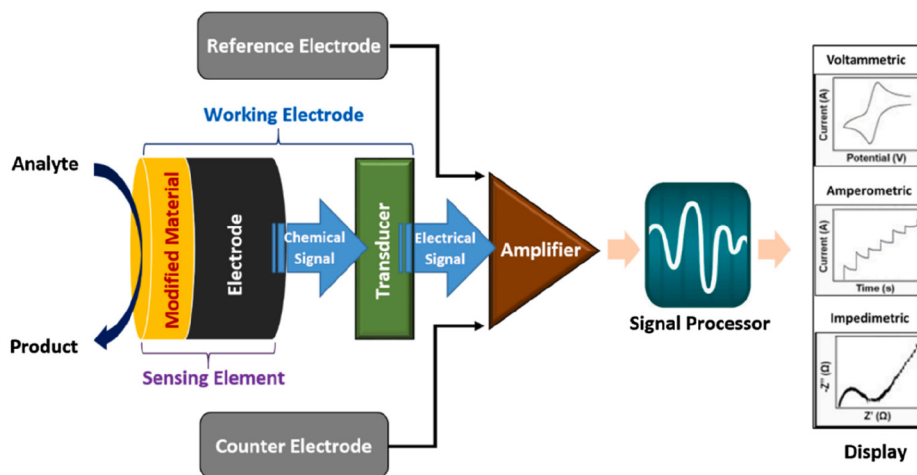 Reference Electrode
Working Electrode
Analyte
Product
Modified Material
Electrode
Chemical
Signal
Transducer
Electrical
Signal
Amplifier
Sensing Element
Counter Electrode
Signal Processor
Voltammetric
Current (A)
Potential (V)
Amperometric
Current (A)
Time (s)
Impedimetric
-Z'' (Ω)
Z' (Ω)
Display